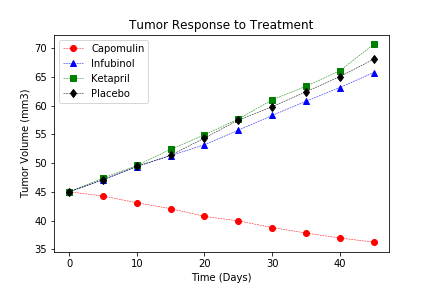 Tumor Response to Treatment
Capomulin
Infubinol
Ketapril
Placebo
Tumor Volume (mm3)
70
65
60
55
50
45
40
35
0 10 20 30 40
Time (Days)